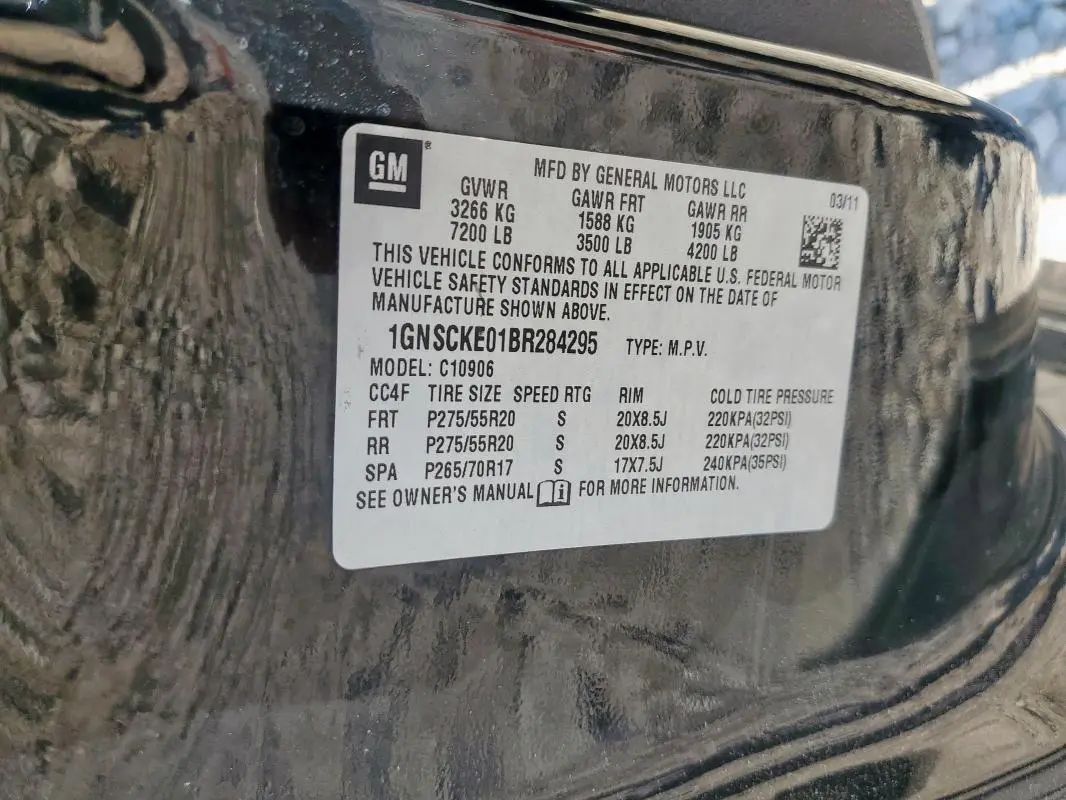 GM®
MFD BY GENERAL MOTORS LLC
03/11
GVWR GAWR FRT GAWR RR
3266 KG 1588 KG 1905 KG
7200 LB 3500 LB 4200 LB
THIS VEHICLE CONFORMS TO ALL APPLICABLE U.S. FEDERAL MOTOR
VEHICLE SAFETY STANDARDS IN EFFECT ON THE DATE OF
MANUFACTURE SHOWN ABOVE.
1GNSCKE01BR284295 TYPE: M.P.V.
MODEL: C10906
CC4F TIRE SIZE SPEED RTG RIM COLD TIRE PRESSURE
FRT P275/55R20 S 20X8.5J 220KPA(32PSI)
RR P275/55R20 S 20X8.5J 220KPA(32PSI)
SPA P265/70R17 S 17X7.5J 240KPA(35PSI)
SEE OWNER'S MANUAL i FOR MORE INFORMATION.